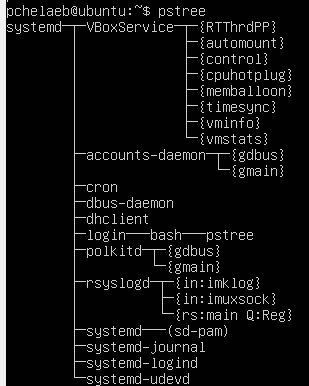 pchelaeb@ubuntu:~$ pstree
systemd─┬─VBoxService─┬─{RTThrdPP}
        │             ├─{automount}
        │             ├─{control}
        │             ├─{cpuhotplug}
        │             ├─{memballoon}
        │             ├─{timesync}
        │             ├─{vminfo}
        │             └─{vmstats}
        ├─accounts-daemon─┬─{gdbus}
        │                 └─{gmain}
        ├─cron
        ├─dbus-daemon
        ├─dhclient
        ├─login───bash───pstree
        ├─polkitd─┬─{gdbus}
        │         └─{gmain}
        ├─rsyslogd─┬─{in:imklog}
        │          ├─{in:imuxsock}
        │          └─{rs:main Q:Reg}
        ├─systemd───(sd-pam)
        ├─systemd-journal
        ├─systemd-logind
        └─systemd-udevd